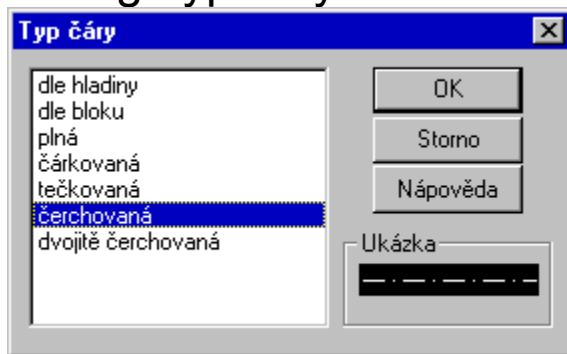 Typ čáry
dle hladiny
dle bloku
plná
čárkovaná
tečkovaná
čerchovaná
dvojitě čerchovaná
OK
Storno
Nápověda
Ukázka